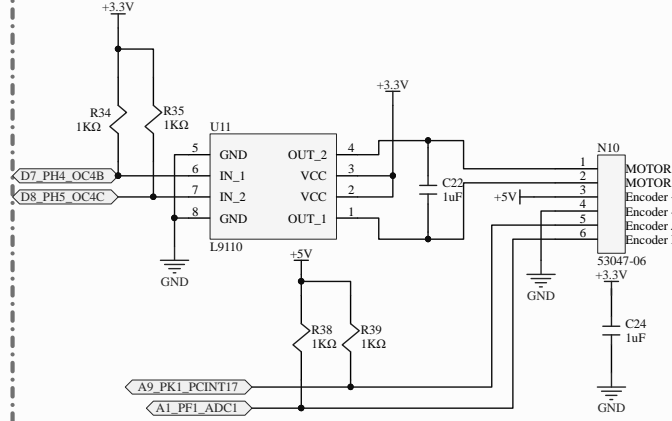 +3.3V
R34
1KΩ
R35
1KΩ
D7_PH4_OC4B
D8_PH5_OC4C
U11
5 GND OUT_2 4
6 IN_1 VCC 3
7 IN_2 VCC 2
8 GND OUT_1 1
L9110
GND
+3.3V
C22
1uF
N10
1 MOTOR
2 MOTOR
+5V 3 Encoder
4 Encoder
5 Encoder
6 Encoder
53047-06
GND
+3.3V
C24
1uF
GND
+5V
R38
1KΩ
R39
1KΩ
A9_PK1_PCINT17
A1_PF1_ADC1